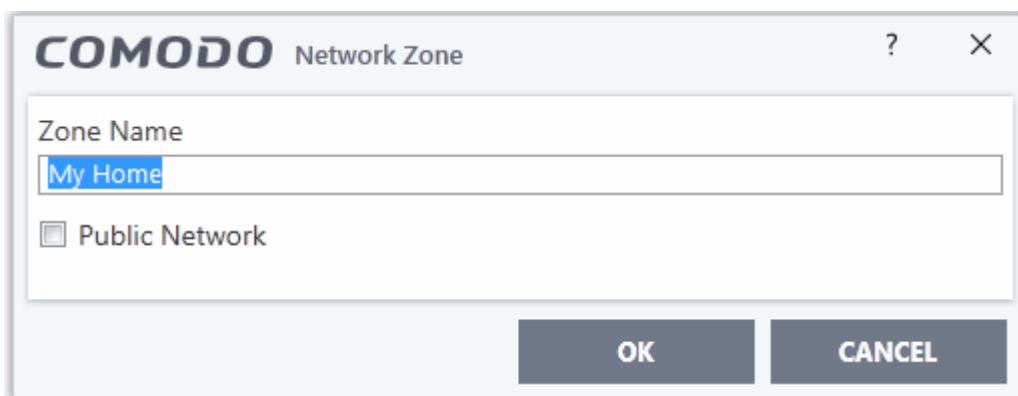 COMODO Network Zone ? ×
Zone Name
My Home
Public Network
OK CANCEL